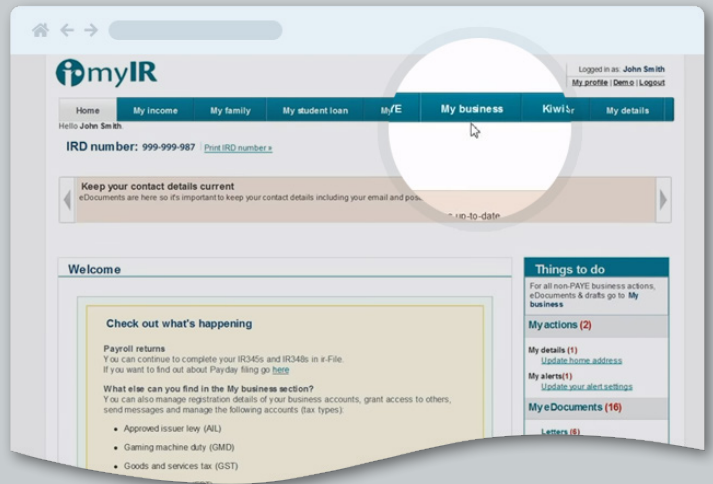 myIR
Logged in as: John Smith
My profile | Demo | Logout
Home My income My family My student loan My business My details
Hello John Smith.
IRD number: 999-999-987 Print IRD number »
Keep your contact details current
eDocuments are here so it's important to keep your contact details including your email and
up-to-date
Welcome
Check out what's happening
Payroll returns
You can continue to complete your IR345s and IR348s in ir-File.
If you want to find out about Payday filing go here
What else can you find in the My business section?
You can also manage registration details of your business accounts, grant access to others,
send messages and manage the following accounts (tax types):
• Approved issuer levy (AIL)
• Gaming machine duty (GMD)
• Goods and services tax (GST)
Things to do
For all non-PAYE business actions,
eDocuments & drafts go to My
business
My actions (2)
My details (1)
Update home address
My alerts(1)
Update your alert settings
My eDocuments (16)
Letters (6)